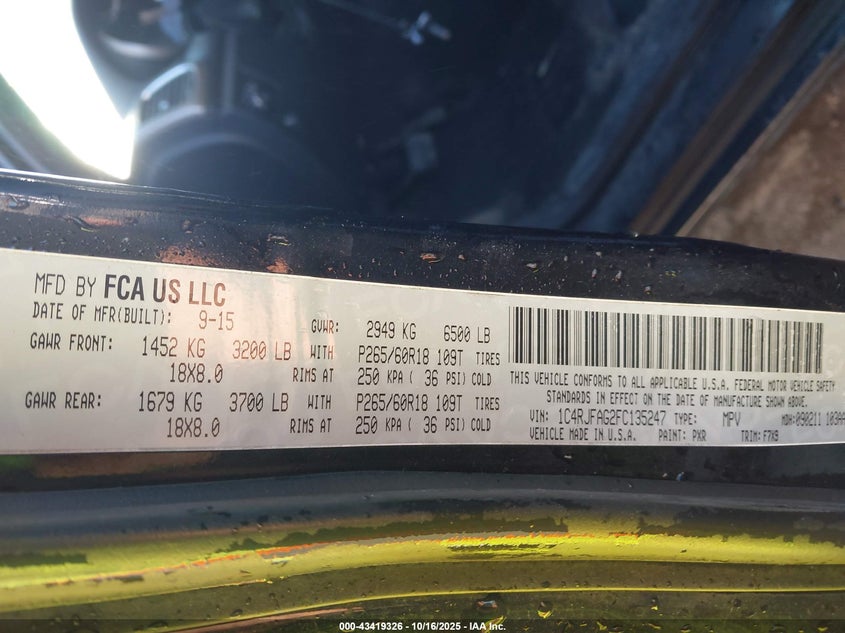 MFD BY FCA US LLC
DATE OF MFR(BUILT): 9-15 GVWR: 2949 KG 6500 LB
GAWR FRONT: 1452 KG 3200 LB WITH P265/60R18 109T TIRES
18X8.0 RIMS AT 250 KPA ( 36 PSI) COLD
GAWR REAR: 1679 KG 3700 LB WITH P265/60R18 109T TIRES
18X8.0 RIMS AT 250 KPA ( 36 PSI) COLD
THIS VEHICLE CONFORMS TO ALL APPLICABLE U.S.A. FEDERAL MOTOR VEHICLE SAFETY
STANDARDS IN EFFECT ON THE DATE OF MANUFACTURE SHOWN ABOVE.
VIN: 1C4RJFAG2FC135247 TYPE: MPV MDH: 090211
VEHICLE MADE IN U.S.A. PAINT: PXR TRIM: F7X9
000-43419326 - 10/16/2025 - IAA Inc.